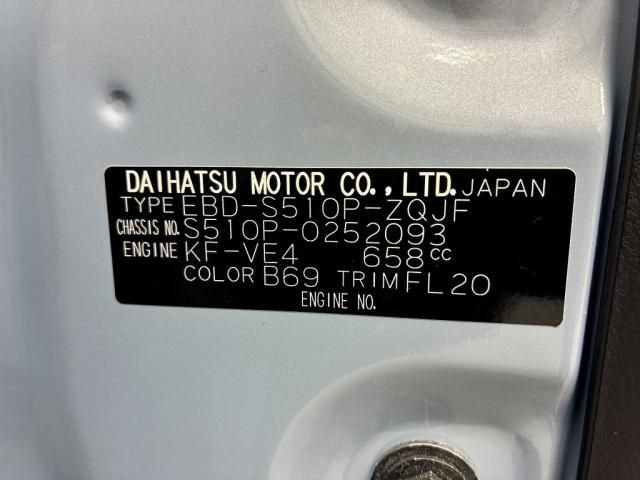 DAIHATSU MOTOR CO., LTD. JAPAN
TYPE EBD-S510P-ZQJF
CHASSIS NO. S510P-0252093
ENGINE KF-VE4 658cc
COLOR B69 TRIM FL20
ENGINE NO.